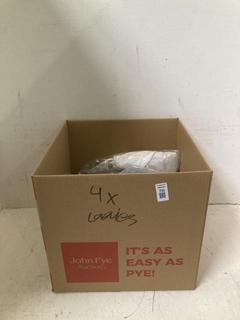 4x
Ladies
John Pye
Auctions
IT'S AS
EASY AS
PYE!